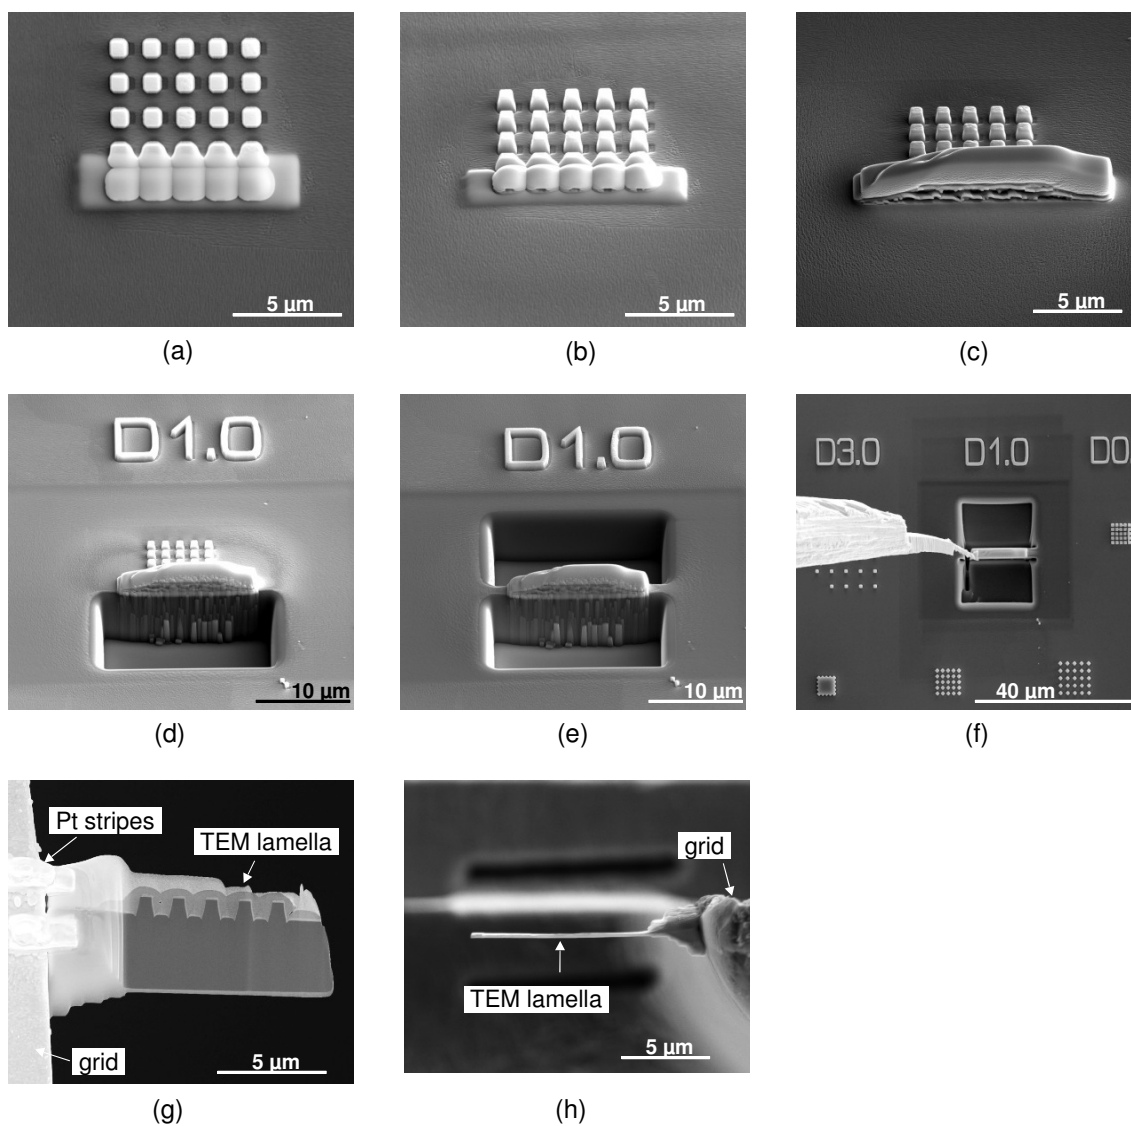 5 µm
5 µm
5 µm
(a)
(b)
(c)
D1.0
D1.0
D3.0
D1.0
D0.
10 µm
10 µm
40 µm
(d)
(e)
(f)
Pt stripes
TEM lamella
grid
5 µm
grid
TEM lamella
5 µm
(g)
(h)